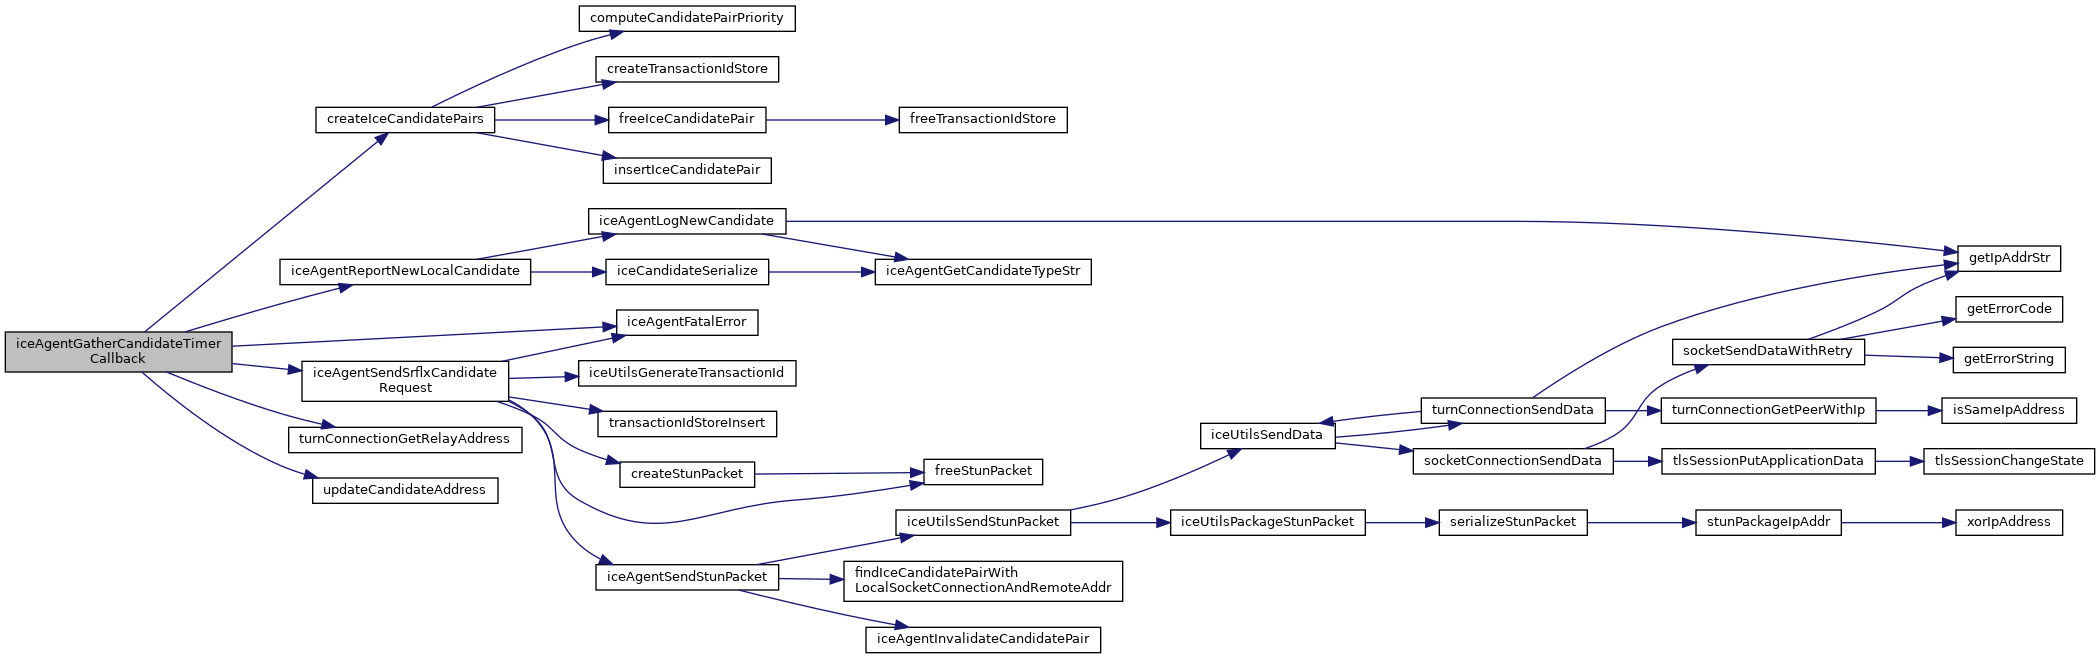 computeCandidatePairPriority
createTransactionIdStore
createIceCandidatePairs
freeIceCandidatePair
freeTransactionIdStore
insertIceCandidatePair
iceAgentLogNewCandidate
getIpAddrStr
iceAgentReportNewLocalCandidate
iceCandidateSerialize
iceAgentGetCandidateTypeStr
getErrorCode
iceAgentFatalError
iceAgentGatherCandidateTimer
Callback
socketSendDataWithRetry
getErrorString
iceAgentSendSrflxCandidate
Request
iceUtilsGenerateTransactionId
turnConnectionSendData
turnConnectionGetPeerWithIp
isSameIpAddress
transactionIdStoreInsert
turnConnectionGetRelayAddress
iceUtilsSendData
socketConnectionSendData
tlsSessionPutApplicationData
tlsSessionChangeState
createStunPacket
freeStunPacket
updateCandidateAddress
iceUtilsSendStunPacket
iceUtilsPackageStunPacket
serializeStunPacket
stunPackageIpAddr
xorIpAddress
iceAgentSendStunPacket
findIceCandidatePairWith
LocalSocketConnectionAndRemoteAddr
iceAgentInvalidateCandidatePair